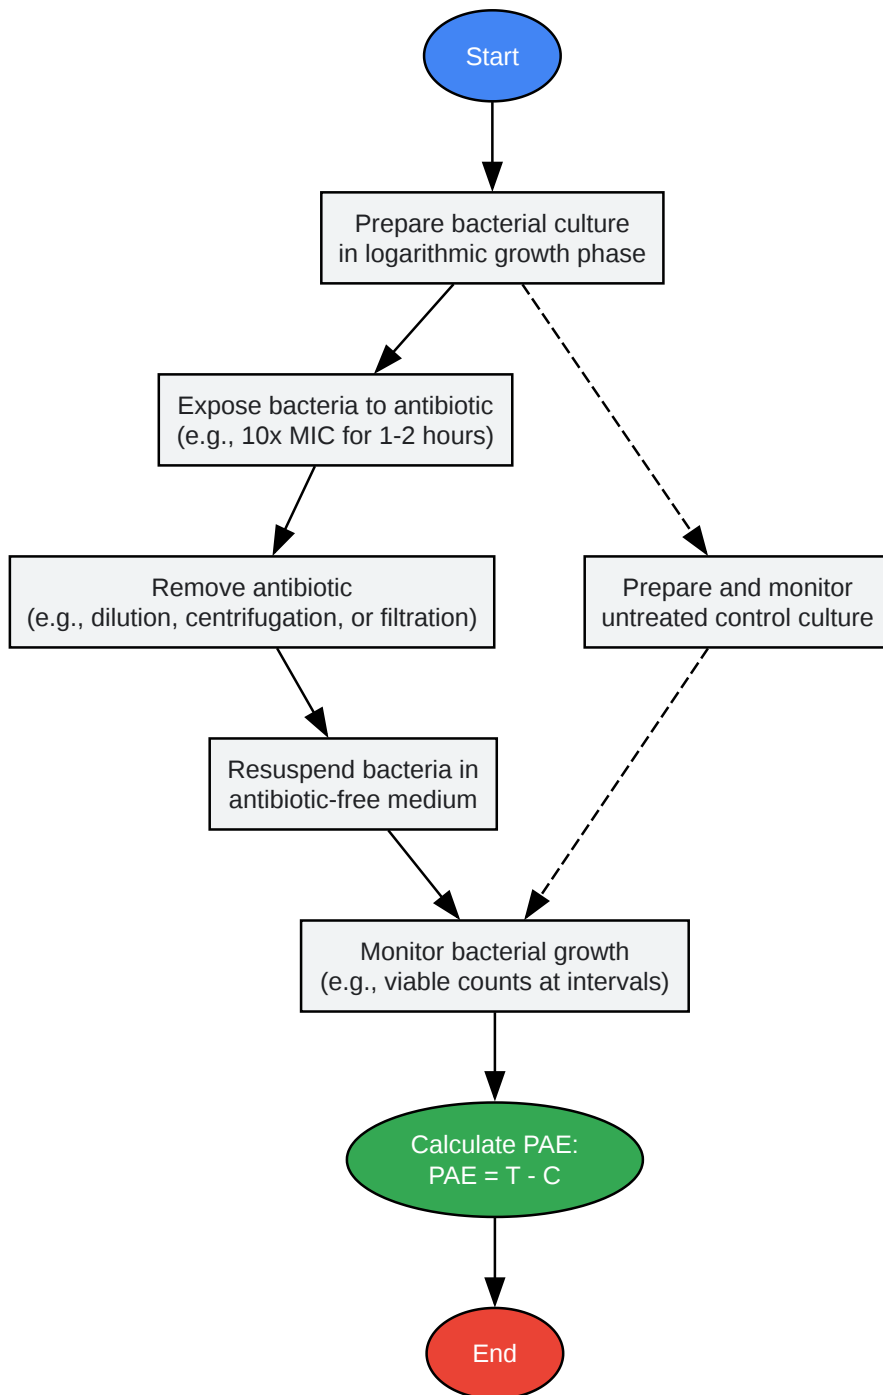 Start
Prepare bacterial culture
in logarithmic growth phase
Expose bacteria to antibiotic
(e.g., 10x MIC for 1-2 hours)
Remove antibiotic
(e.g., dilution, centrifugation, or filtration)
Prepare and monitor
untreated control culture
Resuspend bacteria in
antibiotic-free medium
Monitor bacterial growth
(e.g., viable counts at intervals)
Calculate PAE:
PAE = T - C
End